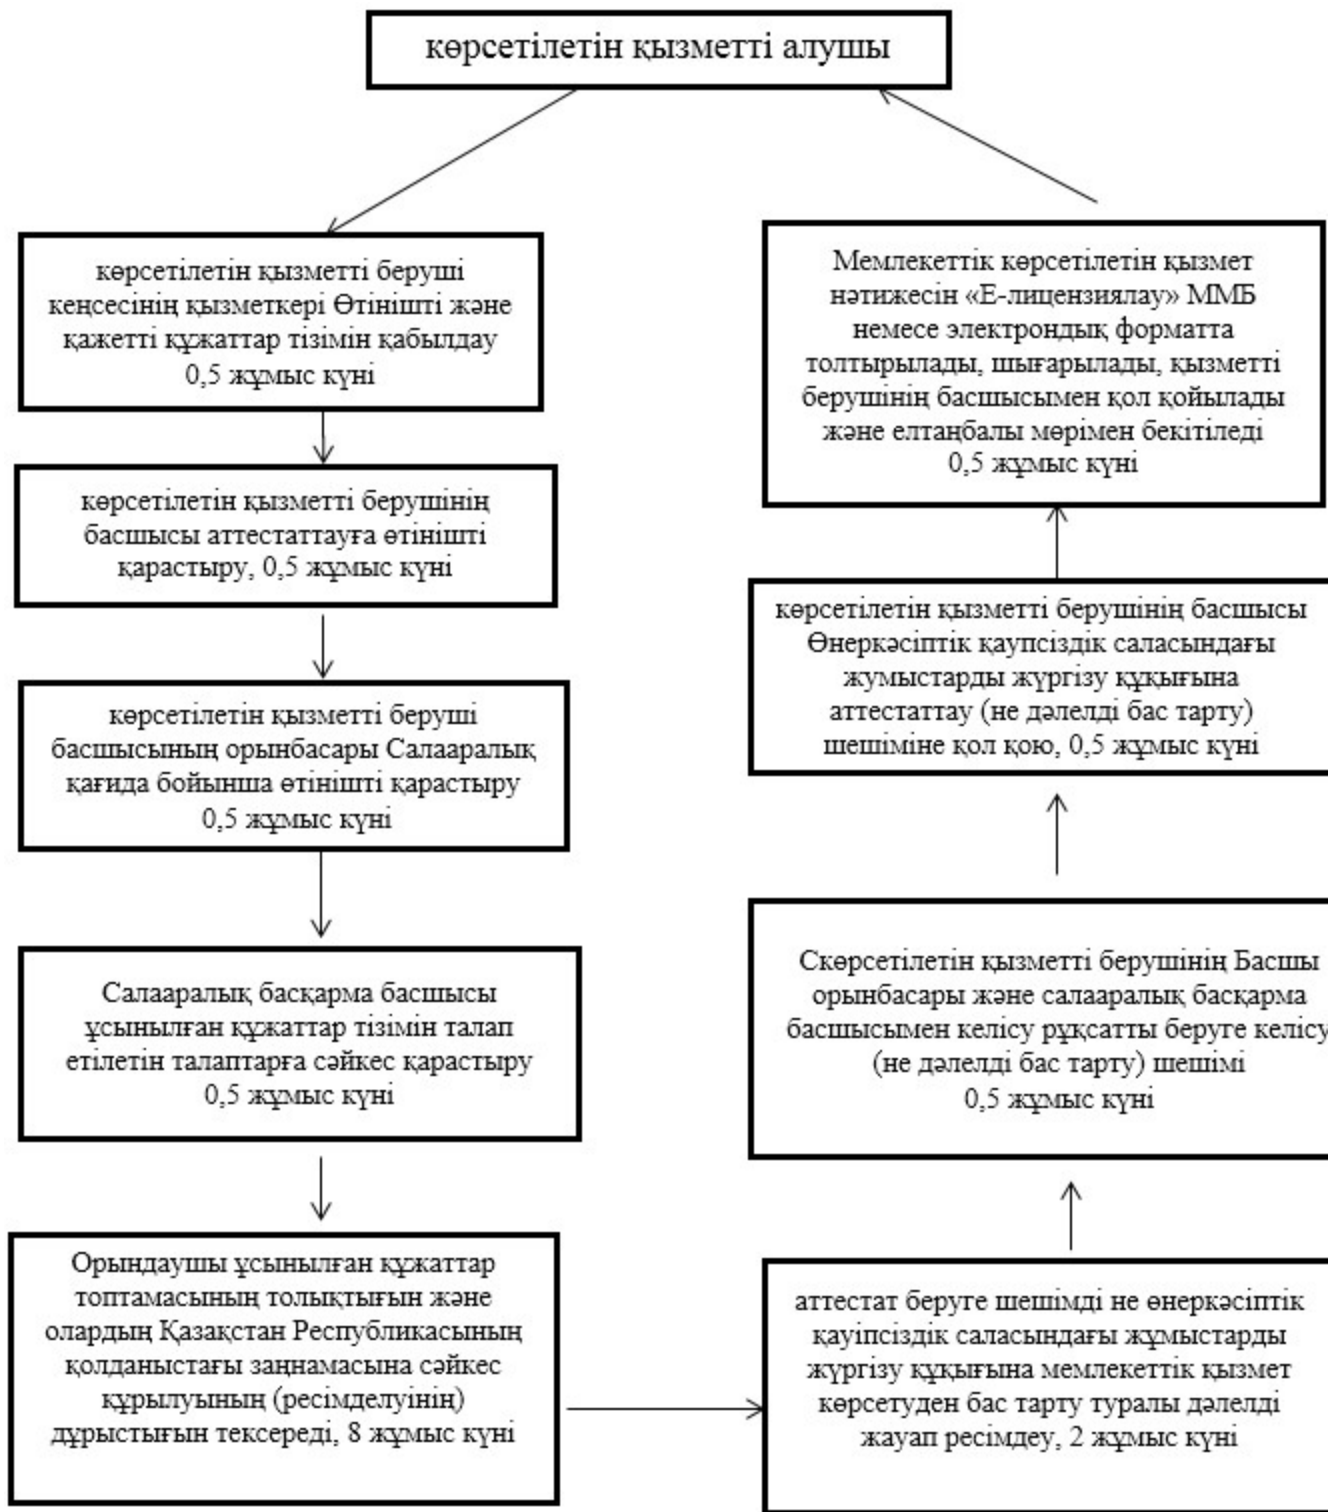 көрсетілетін қызметті алушы
көрсетілетін қызметті беруші
кеңсесінің қызметкері Өтінішті және
қажетті құжаттар тізімін қабылдау
0,5 жұмыс күні
көрсетілетін қызметті берушінің
басшысы аттестаттауға өтінішті
қарастыру, 0,5 жұмыс күні
көрсетілетін қызметті беруші
басшысының орынбасары Салааралық
қағида бойынша өтінішті қарастыру
0,5 жұмыс күні
Салааралық басқарма басшысы
ұсынылған құжаттар тізімін талап
етілетін талаптарға сәйкес қарастыру
0,5 жұмыс күні
Орындаушы ұсынылған құжаттар
топтамасының толықтығын және
олардың Қазақстан Республикасының
қолданыстағы заңнамасына сәйкес
құрылуының (ресімделуінің)
дұрыстығын тексереді, 8 жұмыс күні
аттестат беруге шешімді не өнеркәсіптік
қауіпсіздік саласындағы жұмыстарды
жүргізу құқығына мемлекеттік қызмет
көрсетуден бас тарту туралы дәлелді
жауап ресімдеу, 2 жұмыс күні
Скөрсетілетін қызметті берушінің Басшы
орынбасары және салааралық басқарма
басшысымен келісу рұқсатты беруге келісу
(не дәлелді бас тарту) шешімі
0,5 жұмыс күні
көрсетілетін қызметті берушінің басшысы
Өнеркәсіптік қаупсіздік саласындағы
жумыстарды жүргізу құқығына
аттестаттау (не дәлелді бас тарту)
шешіміне қол қою, 0,5 жұмыс күні
Мемлекеттік көрсетілетін қызмет
нәтижесін «Е-лицензиялау» ММБ
немесе электрондық форматта
толтырылады, шығарылады, қызметті
берушінің басшысымен қол қойылады
және елтаңбалы мөрімен бекітіледі
0,5 жұмыс күні